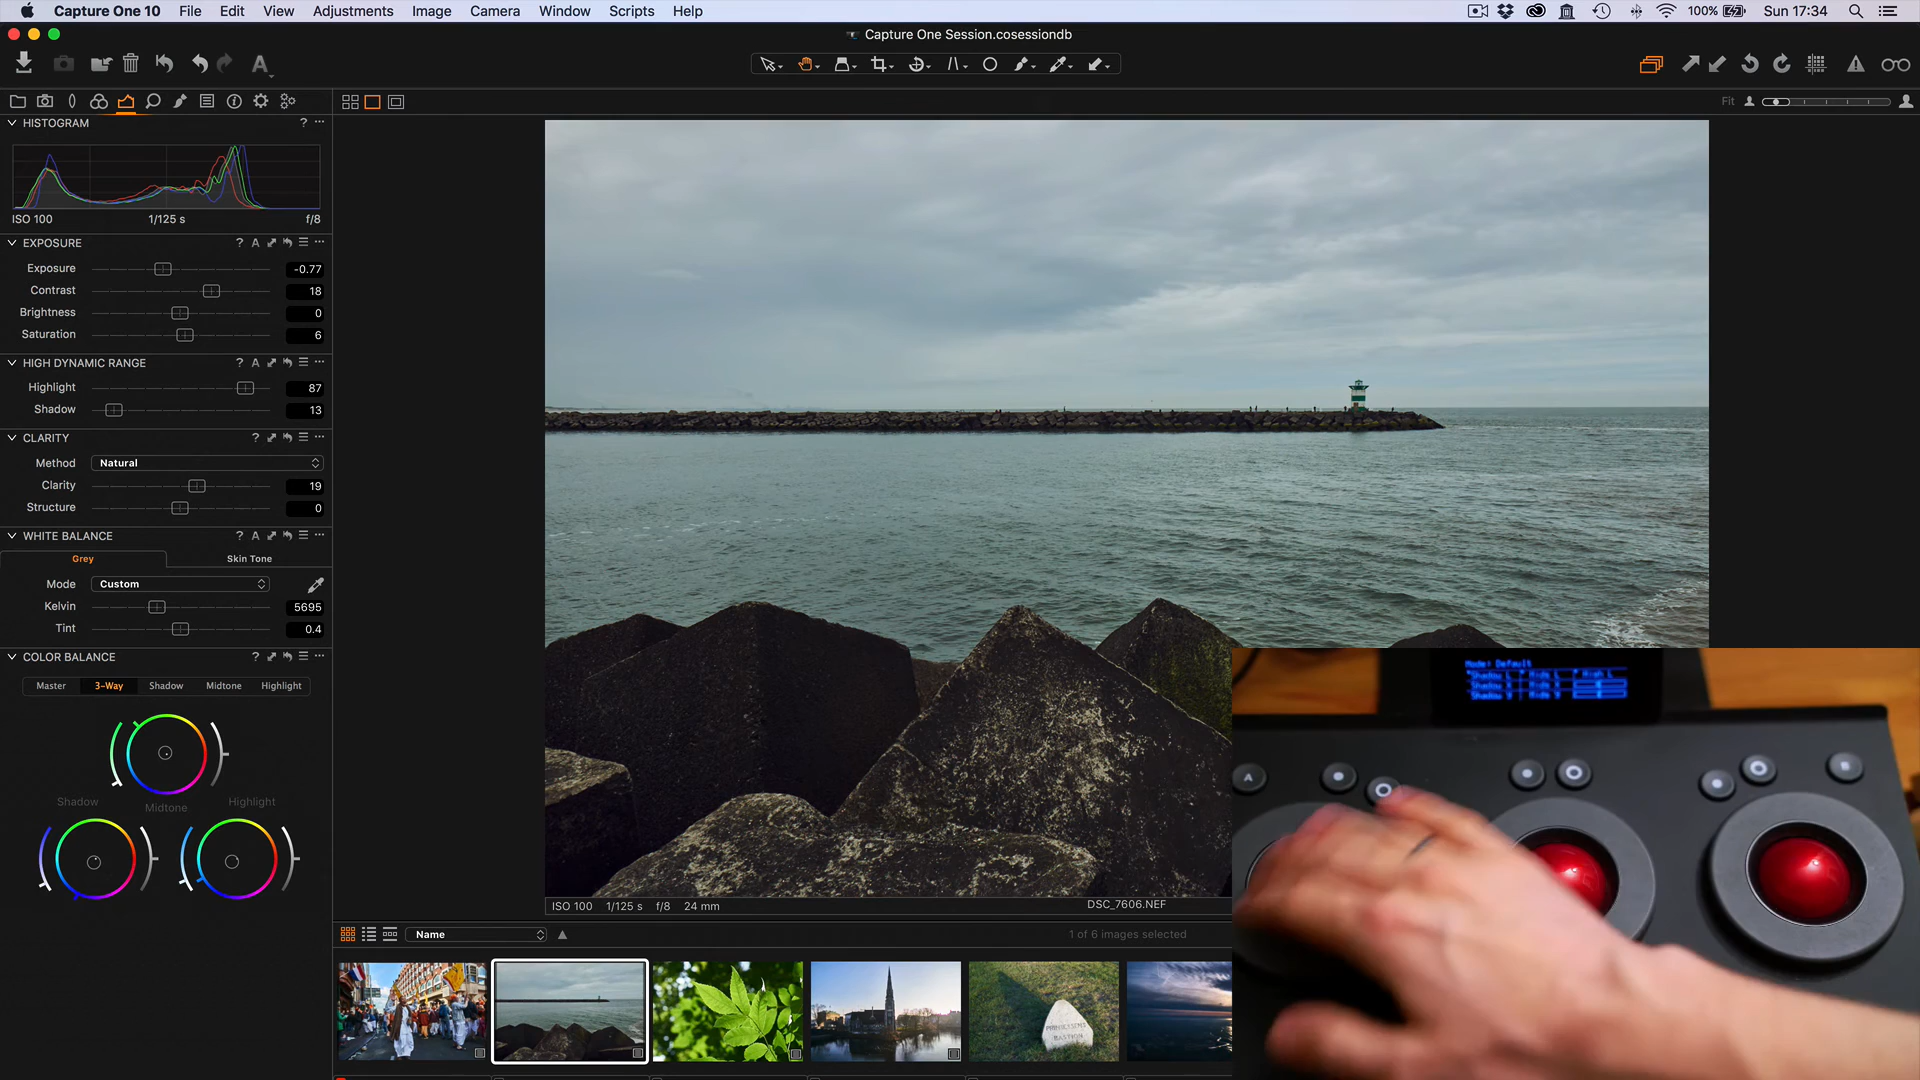 Capture One 10 File Edit View Adjustments Image Camera Window Scripts Help 100% Sun 17:34
Capture One Session.cosessiondb
Fit
HISTOGRAM ?
ISO 100 1/125 s f/8
EXPOSURE ? A
Exposure -0.77
Contrast 18
Brightness 0
Saturation 6
HIGH DYNAMIC RANGE ? A
Highlight 87
Shadow 13
CLARITY ?
Method Natural
Clarity 19
Structure 0
WHITE BALANCE ? A
Grey Skin Tone
Mode Custom
Kelvin 5695
Tint 0.4
COLOR BALANCE ?
Master 3-Way Shadow Midtone Highlight
Shadow Midtone Highlight
ISO 100 1/125 s f/8 24 mm DSC_7606.NEF
Name 1 of 6 images selected
BASTION
Mode: Default
A
B